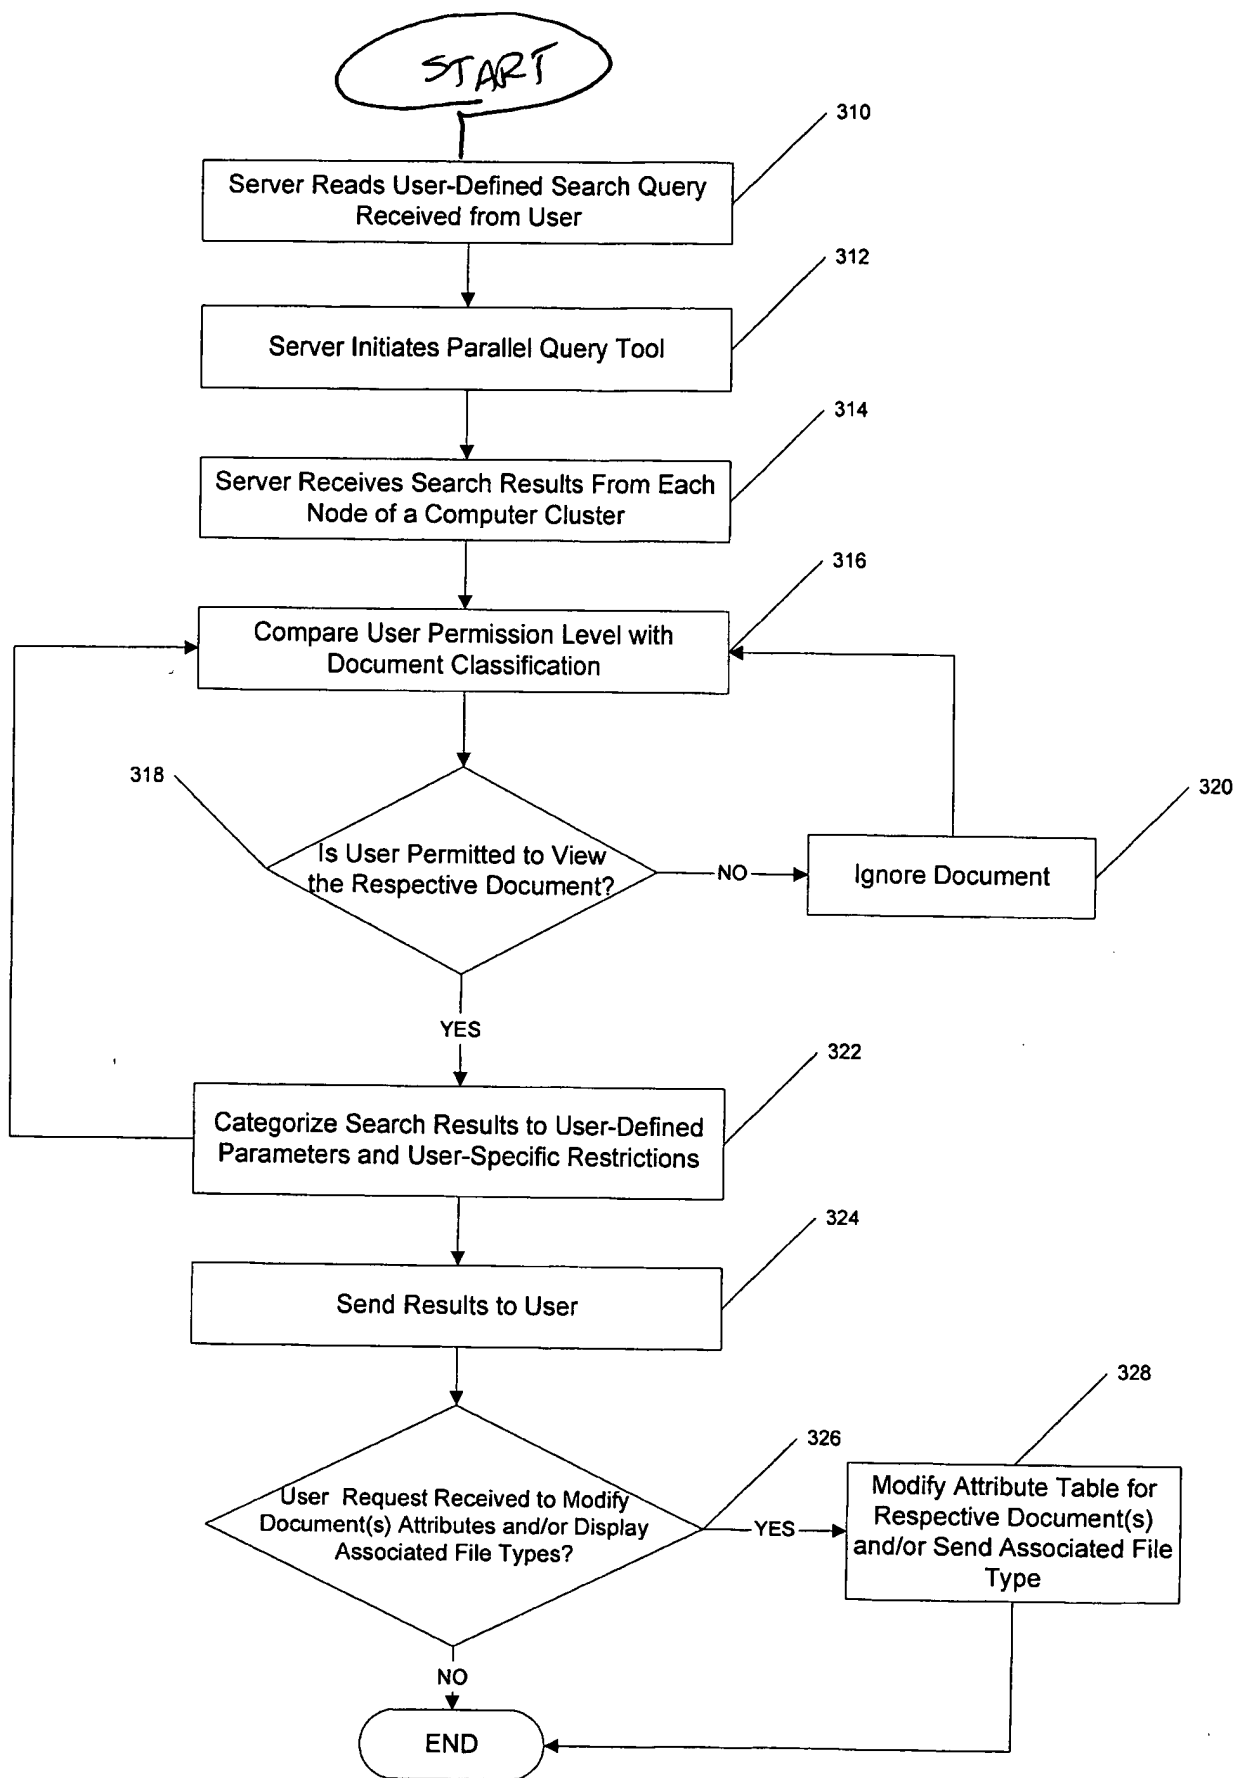 START
310
Server Reads User-Defined Search Query
Received from User
312
Server Initiates Parallel Query Tool
314
Server Receives Search Results From Each
Node of a Computer Cluster
316
Compare User Permission Level with
Document Classification
318
320
Is User Permitted to View
the Respective Document?
NO
Ignore Document
YES
322
Categorize Search Results to User-Defined
Parameters and User-Specific Restrictions
324
Send Results to User
328
326
User Request Received to Modify
Document(s) Attributes and/or Display
Associated File Types?
YES
Modify Attribute Table for
Respective Document(s)
and/or Send Associated File
Type
NO
END